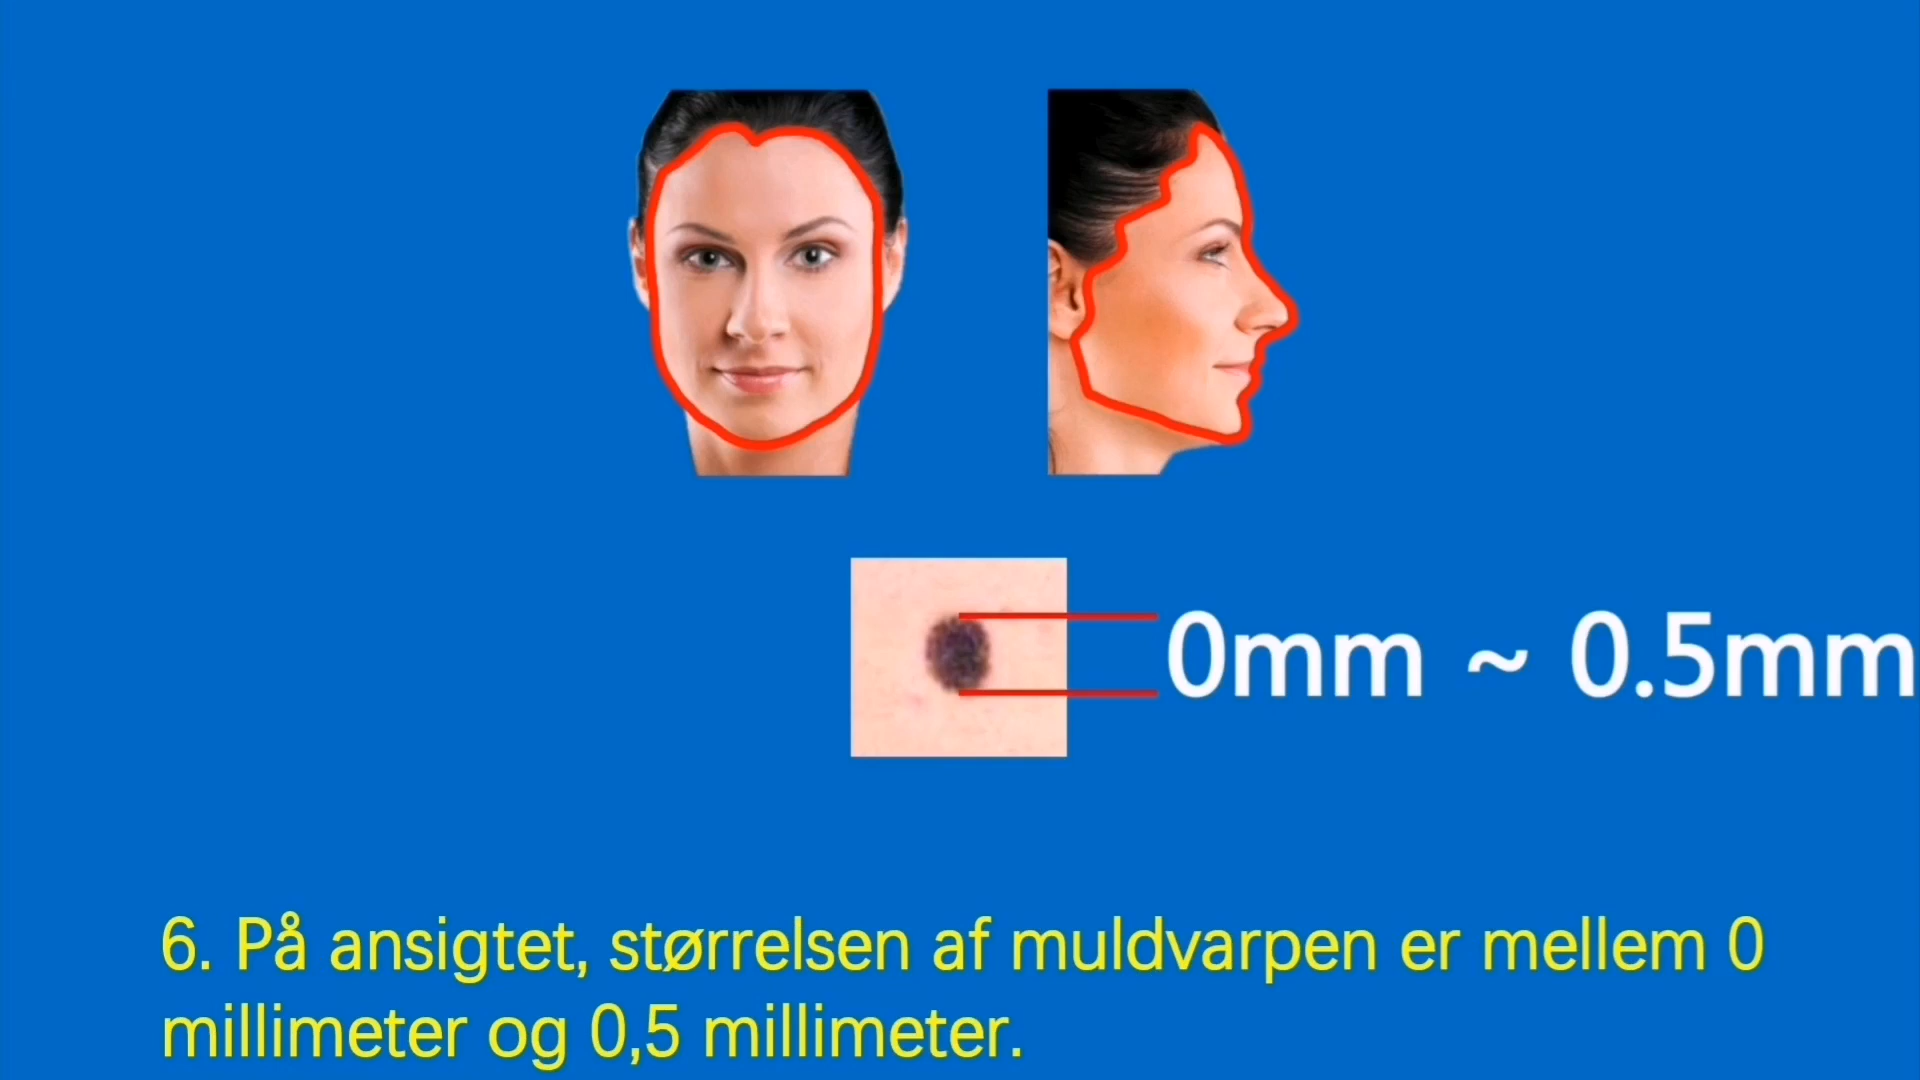 0mm ~ 0.5mm
6. På ansigtet, størrelsen af muldvarpen er mellem 0
millimeter og 0,5 millimeter.